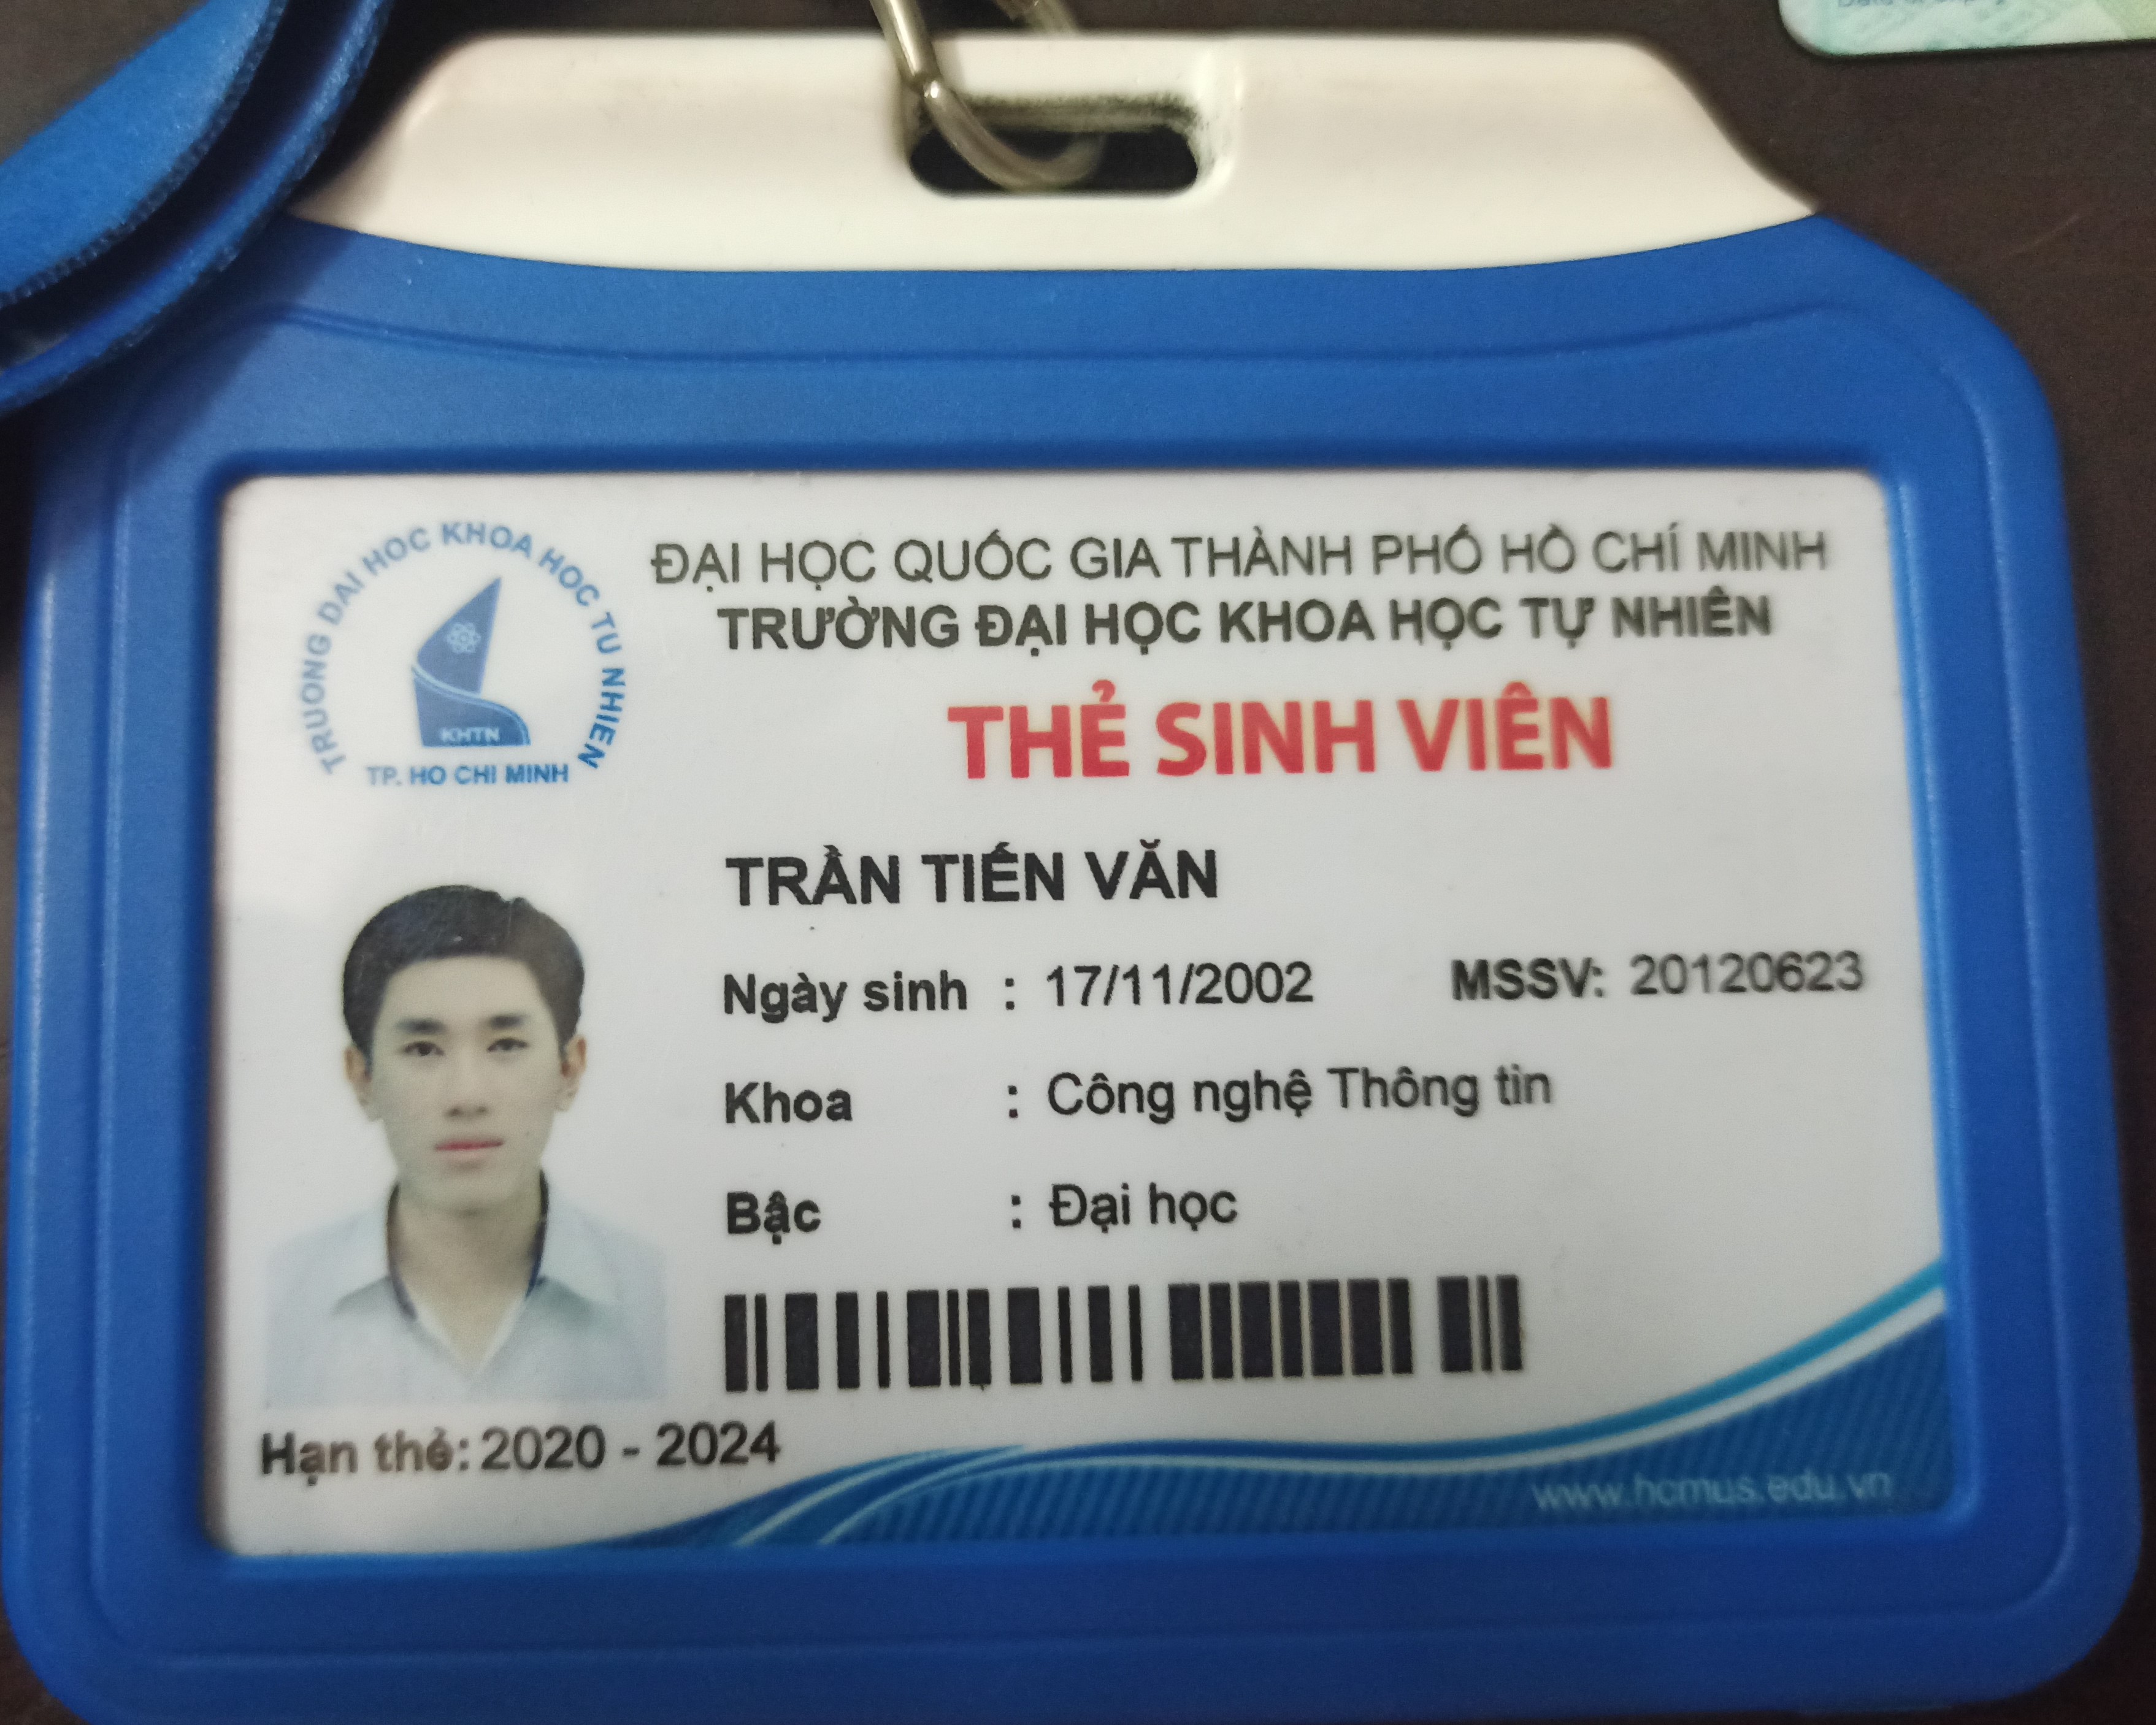 TRUONG DAI HOC KHOA HOC TU NHIEN
KHTN
TP. HO CHI MINH
ĐẠI HỌC QUỐC GIA THÀNH PHỐ HỒ CHÍ MINH
TRƯỜNG ĐẠI HỌC KHOA HỌC TỰ NHIÊN
THẺ SINH VIÊN
TRẦN TIẾN VĂN
Ngày sinh : 17/11/2002 MSSV: 20120623
Khoa : Công nghệ Thông tin
Bậc : Đại học
Hạn thẻ: 2020 - 2024
www.hcmus.edu.vn